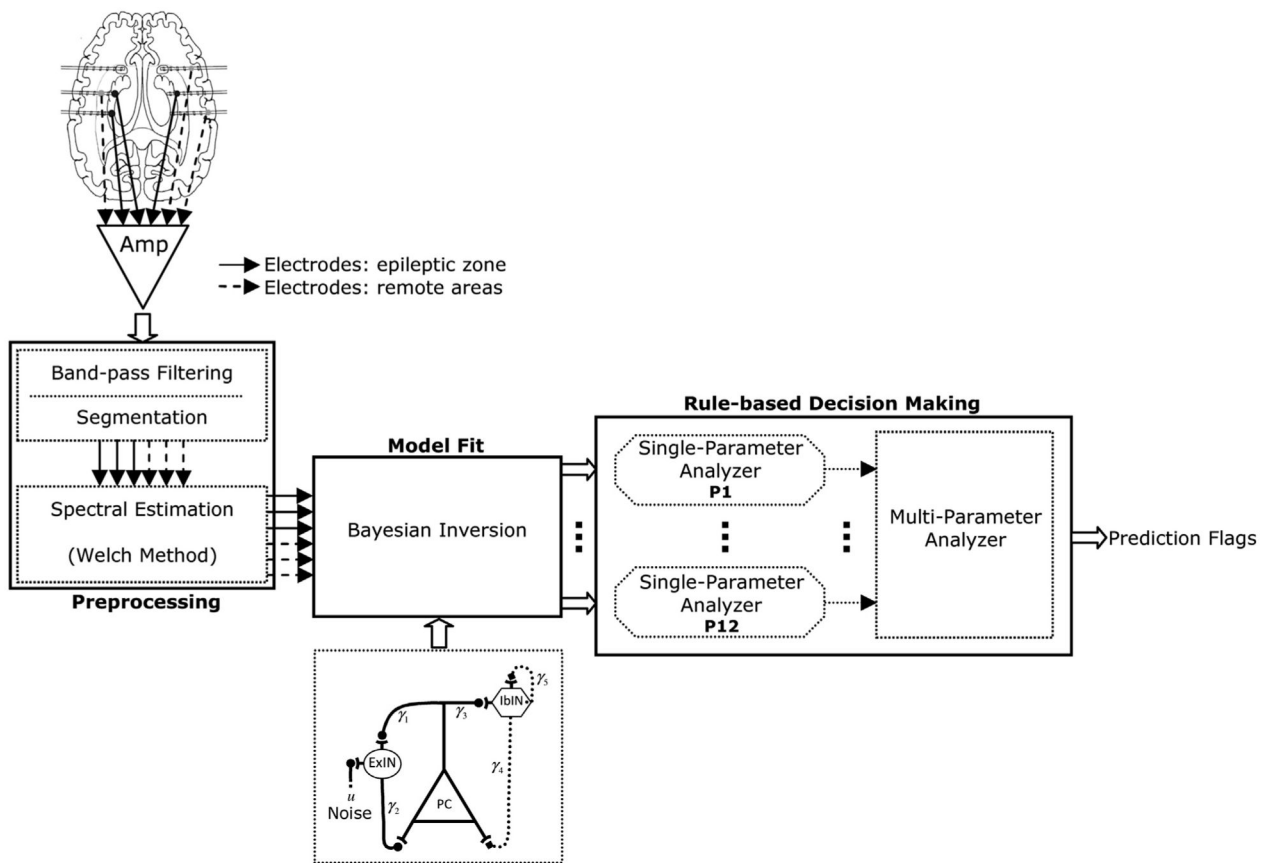 Amp
Electrodes: epileptic zone
Electrodes: remote areas
Band-pass Filtering
Segmentation
Spectral Estimation
(Welch Method)
Preprocessing
Model Fit
Bayesian Inversion
Rule-based Decision Making
Single-Parameter
Analyzer
P1
Single-Parameter
Analyzer
P12
Multi-Parameter
Analyzer
Prediction Flags
γ1
γ3
IbIN
γ5
ExIN
γ4
u
Noise
γ2
PC